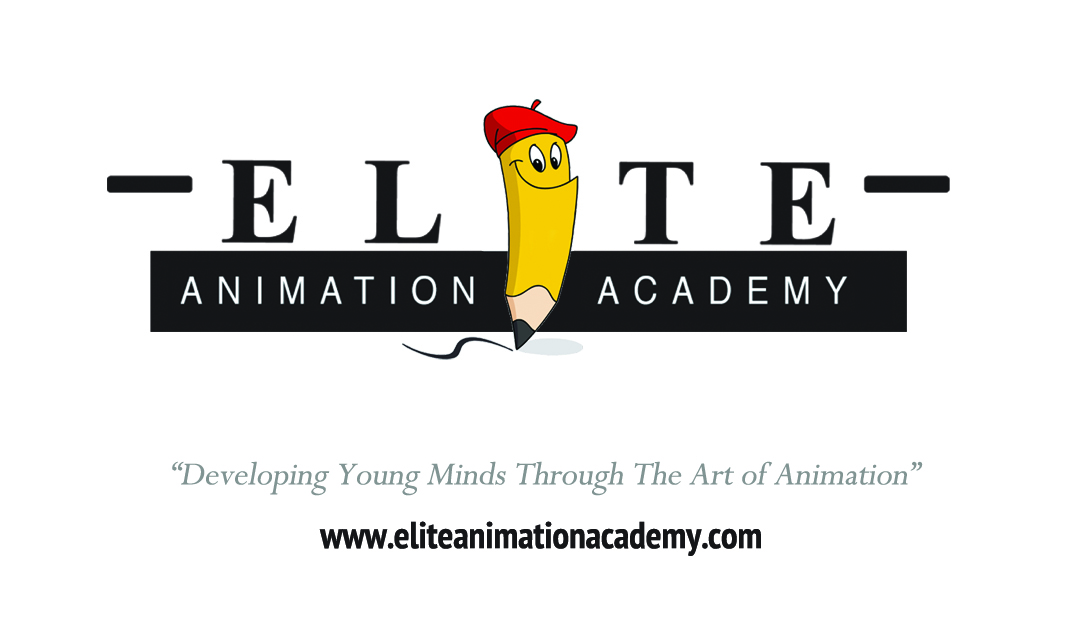 ELITE
ANIMATION ACADEMY
“Developing Young Minds Through The Art of Animation”
www.eliteanimationacademy.com